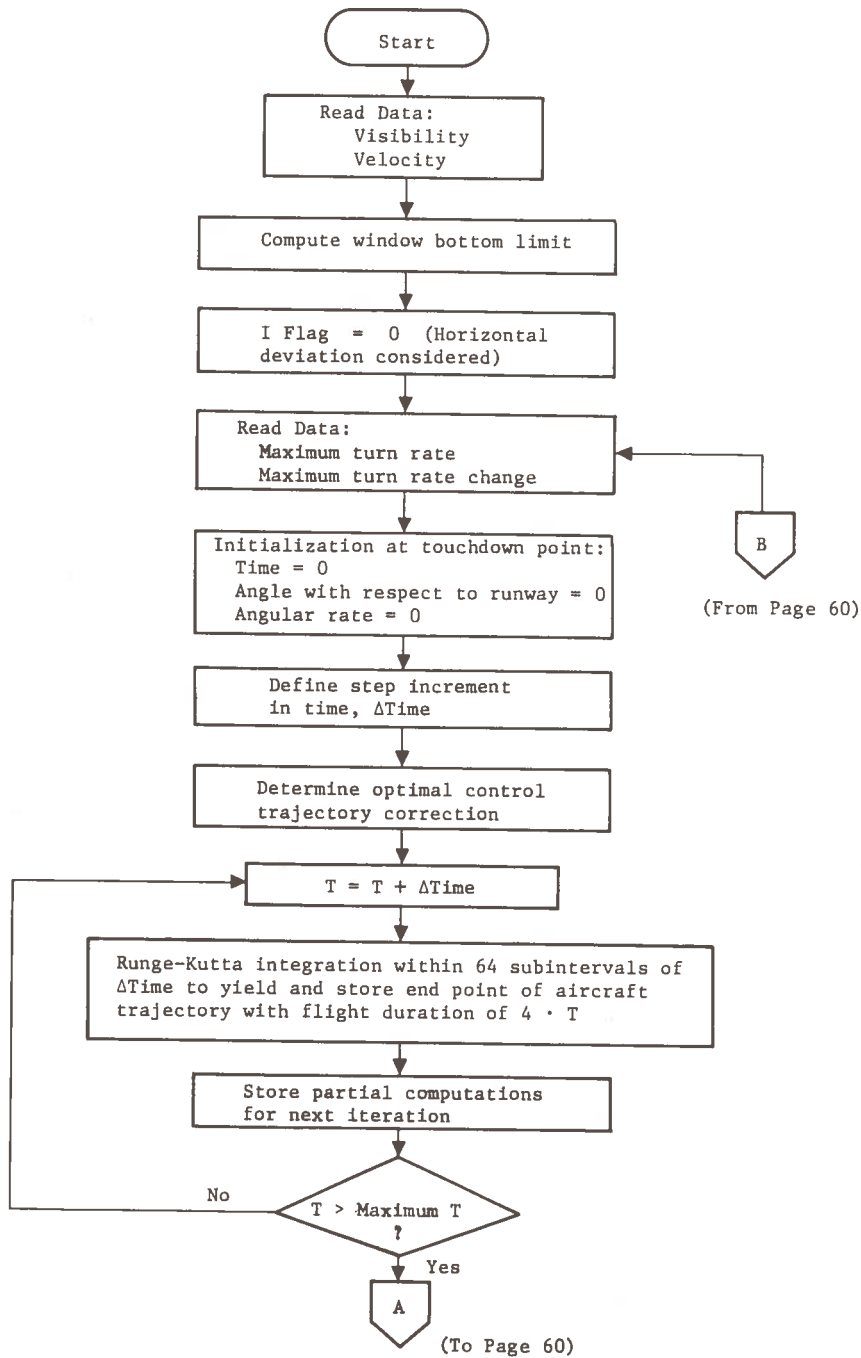 Start
Read Data:
Visibility
Velocity
Compute window bottom limit
I Flag = 0 (Horizontal
deviation considered)
Read Data:
Maximum turn rate
Maximum turn rate change
B
(From Page 60)
Initialization at touchdown point:
Time = 0
Angle with respect to runway = 0
Angular rate = 0
Define step increment
in time, ΔTime
Determine optimal control
trajectory correction
T = T + ΔTime
Runge-Kutta integration within 64 subintervals of
ΔTime to yield and store end point of aircraft
trajectory with flight duration of 4 · T
Store partial computations
for next iteration
No
T > Maximum T
?
Yes
A
(To Page 60)